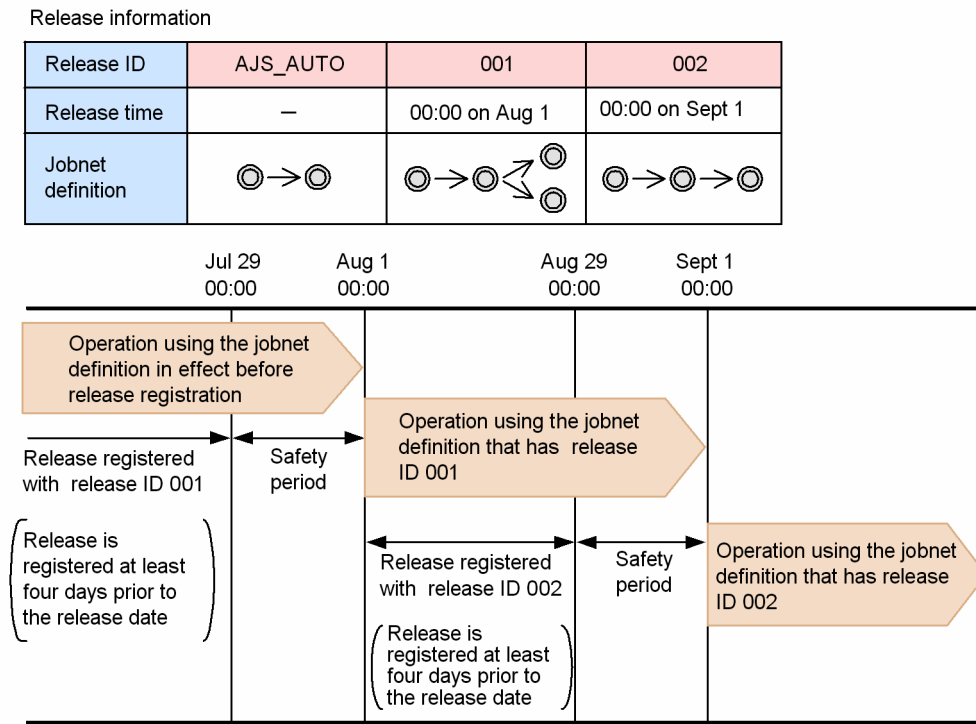 Release information
Release ID AJS_AUTO 001 002
Release time – 00:00 on Aug 1 00:00 on Sept 1
Jobnet
definition
Jul 29
00:00
Aug 1
00:00
Aug 29
00:00
Sept 1
00:00
Operation using the jobnet
definition in effect before
release registration
Operation using the jobnet
definition that has release
ID 001
Release registered
with release ID 001
Safety
period
Release is
registered at least
four days prior to
the release date
Release registered
with release ID 002
Safety
period
Operation using the jobnet
definition that has release
ID 002
Release is
registered at least
four days prior to
the release date